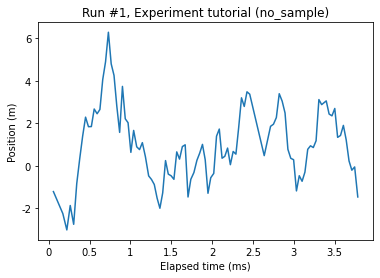 Run #1, Experiment tutorial (no_sample)
Position (m)
6
4
2
0
-2
0 0.5 1 1.5 2 2.5 3 3.5
Elapsed time (ms)